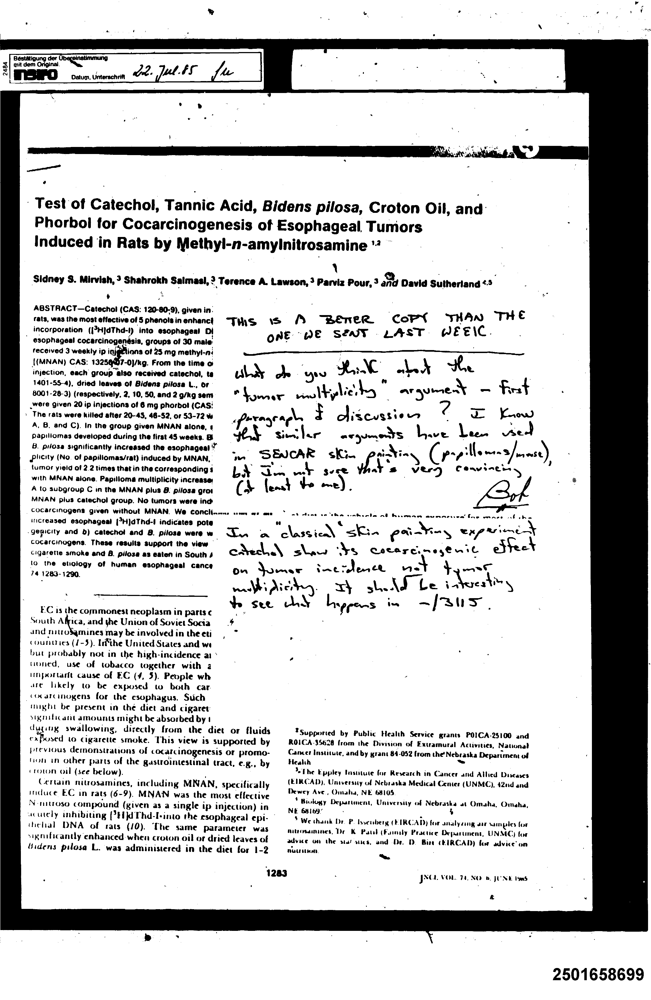 2484
Bestätigung der Übereinstimmung
mit dem Original
INBIFO Datum, Unterschrift 22. Jul. 85
Test of Catechol, Tannic Acid, Bidens pilosa, Croton Oil, and
Phorbol for Cocarcinogenesis of Esophageal Tumors
Induced in Rats by Methyl-n-amylnitrosamine 1,2
Sidney S. Mirvish, 3 Shahrokh Salmasi, 3 Terence A. Lawson, 3 Parviz Pour, 3 and David Sutherland 4,5
ABSTRACT—Catechol (CAS: 120-80-9), given in
rats, was the most effective of 5 phenols in enhanci
incorporation ([³H]dThd-I) into esophageal D
esophageal cocarcinogenesis, groups of 30 male
received 3 weekly ip injections of 25 mg methyl-n-
[(MNAN) CAS: 13256-07-0]/kg. From the time o
injection, each group also received catechol, ta
1401-55-4), dried leaves of Bidens pilosa L., or
8001-28-3) (respectively, 2, 10, 50, and 2 g/kg sem
were given 20 ip injections of 6 mg phorbol (CAS:
The rats were killed after 20–45, 46–52, or 53–72 w
A, B, and C). In the group given MNAN alone, e
papillomas developed during the first 45 weeks. B
B. pilosa significantly increased the esophageal
plicity (No of papillomas/rat) induced by MNAN,
tumor yield of 2 2 times that in the corresponding s
with MNAN alone. Papilloma multiplicity increase
A to subgroup C in the MNAN plus B. pilosa grou
MNAN plus catechol group. No tumors were ind
cocarcinogens given without MNAN. We concl
increased esophageal [³H]dThd-I indicates pote
genicity and b) catechol and B. pilosa were w
cocarcinogens. These results support the view
cigarette smoke and B. pilosa as eaten in South A
to the etiology of human esophageal cance
74 1283-1290.
THIS IS A BETTER COPY THAN THE
ONE WE SENT LAST WEEK.
What do you think about the
"tumor multiplicity" argument – first
paragraph of discussion? I know
that similar arguments have been used
in SENCAR skin painting (papillomas/mouse),
but I'm not sure that's very convincing
(at least to me).
Bob
In a "classical" skin painting experiment
catechol show its cocarcinogenic effect
on tumor incidence not tumor
multiplicity. It should be interesting
to see what happens in -/3115.
EC is the commonest neoplasm in parts o
South Africa, and the Union of Soviet Socia
and nitrosamines may be involved in the eti
countries (1-3). In the United States and we
but probably not in the high-incidence a
tioned, use of tobacco together with a
important cause of EC (4, 5). People wh
are likely to be exposed to both car
cocarcinogens for the esophagus. Such
might be present in the diet and cigaret
significant amounts might be absorbed by t
during swallowing, directly from the diet or fluids
exposed to cigarette smoke. This view is supported by
previous demonstrations of cocarcinogenesis or promo-
tion in other parts of the gastrointestinal tract, e.g., by
croton oil (see below).
Certain nitrosamines, including MNAN, specifically
induce EC in rats (6-9). MNAN was the most effective
N-nitroso compound (given as a single ip injection) in
acutely inhibiting [³H]dThd-I into the esophageal epi-
thelial DNA of rats (10). The same parameter was
significantly enhanced when croton oil or dried leaves of
Bidens pilosa L. was administered in the diet for 1-2
Supported by Public Health Service grants P01CA-25100 and
R01CA-35628 from the Division of Extramural Activities, National
Cancer Institute, and by grant 84-052 from the Nebraska Department of
Health
3 The Eppley Institute for Research in Cancer and Allied Diseases
(EIRCAD), University of Nebraska Medical Center (UNMC), 42nd and
Dewey Ave, Omaha, NE 68105
4 Biology Department, University of Nebraska at Omaha, Omaha,
NE 68169
5 We thank Dr. P Issenberg (EIRCAD) for analyzing air samples for
nitrosamines, Dr K Patil (Family Practice Department, UNMC) for
advice on the statistics, and Dr. D. Birt (EIRCAD) for advice on
nutrition
1283
JNCI, VOL. 74, NO. 6, JUNE 1985
2501658699